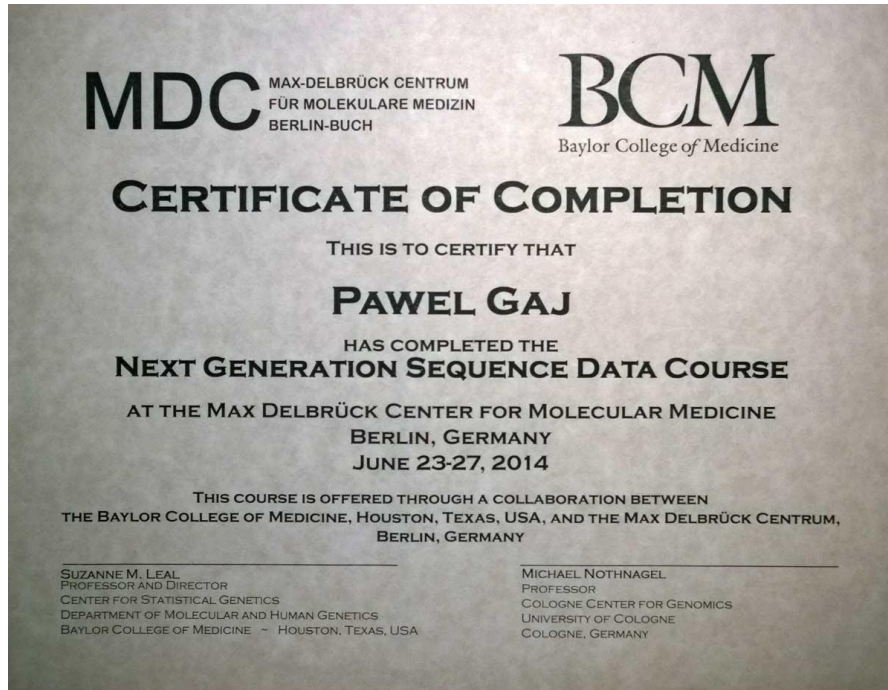 MDC
MAX-DELBRÜCK CENTRUM
FÜR MOLEKULARE MEDIZIN
BERLIN-BUCH
BCM
Baylor College of Medicine
CERTIFICATE OF COMPLETION
THIS IS TO CERTIFY THAT
PAWEL GAJ
HAS COMPLETED THE
NEXT GENERATION SEQUENCE DATA COURSE
AT THE MAX DELBRÜCK CENTER FOR MOLECULAR MEDICINE
BERLIN, GERMANY
JUNE 23-27, 2014
THIS COURSE IS OFFERED THROUGH A COLLABORATION BETWEEN
THE BAYLOR COLLEGE OF MEDICINE, HOUSTON, TEXAS, USA, AND THE MAX DELBRÜCK CENTRUM,
BERLIN, GERMANY
SUZANNE M. LEAL
PROFESSOR AND DIRECTOR
CENTER FOR STATISTICAL GENETICS
DEPARTMENT OF MOLECULAR AND HUMAN GENETICS
BAYLOR COLLEGE OF MEDICINE ~ HOUSTON, TEXAS, USA
MICHAEL NOTHNAGEL
PROFESSOR
COLOGNE CENTER FOR GENOMICS
UNIVERSITY OF COLOGNE
COLOGNE, GERMANY